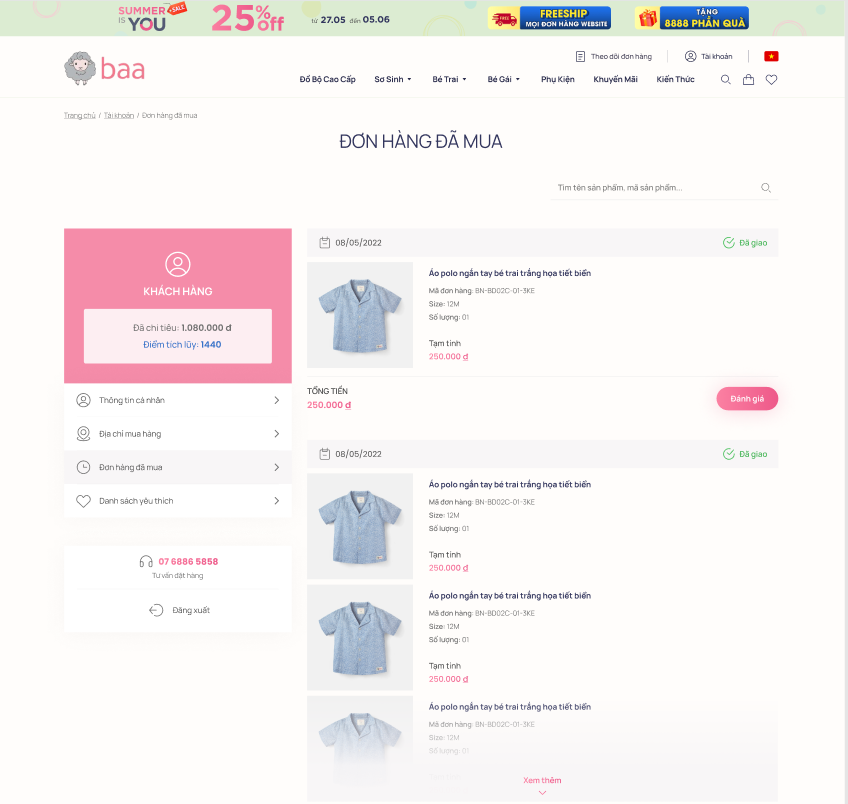 SUMMER SALE
IS YOU
25% off
từ 27.05 đến 05.06
FREE
FREESHIP
MỌI ĐƠN HÀNG WEBSITE
TẶNG
8888 PHẦN QUÀ
baa
Theo dõi đơn hàng
Tài khoản
Đồ Bộ Cao Cấp
Sơ Sinh
Bé Trai
Bé Gái
Phụ Kiện
Khuyến Mãi
Kiến Thức
Trang chủ / Tài khoản / Đơn hàng đã mua
ĐƠN HÀNG ĐÃ MUA
Tìm tên sản phẩm, mã sản phẩm...
KHÁCH HÀNG
Đã chi tiêu: 1.080.000 đ
Điểm tích lũy: 1440
Thông tin cá nhân
Địa chỉ mua hàng
Đơn hàng đã mua
Danh sách yêu thích
07 6886 5858
Tư vấn đặt hàng
Đăng xuất
08/05/2022
Đã giao
Áo polo ngắn tay bé trai trắng họa tiết biển
Mã đơn hàng: BN-BD02C-01-3KE
Size: 12M
Số lượng: 01
Tạm tính
250.000 đ
TỔNG TIỀN
250.000 đ
Đánh giá
08/05/2022
Đã giao
Áo polo ngắn tay bé trai trắng họa tiết biển
Mã đơn hàng: BN-BD02C-01-3KE
Size: 12M
Số lượng: 01
Tạm tính
250.000 đ
Áo polo ngắn tay bé trai trắng họa tiết biển
Mã đơn hàng: BN-BD02C-01-3KE
Size: 12M
Số lượng: 01
Tạm tính
250.000 đ
Áo polo ngắn tay bé trai trắng họa tiết biển
Mã đơn hàng: BN-BD02C-01-3KE
Size: 12M
Số lượng: 01
Xem thêm